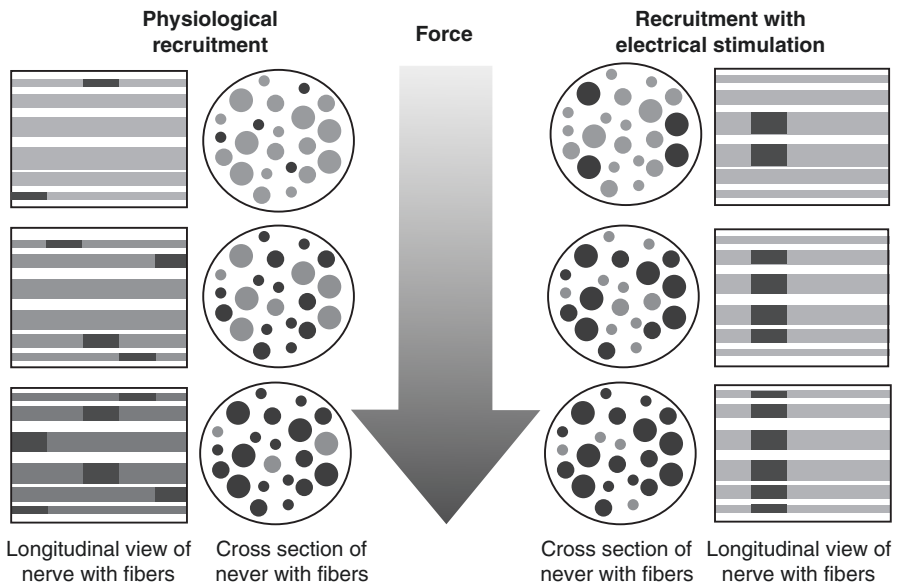 Physiological
recruitment
Force
Recruitment with
electrical stimulation
Longitudinal view of
nerve with fibers
Cross section of
never with fibers
Cross section of
never with fibers
Longitudinal view of
nerve with fibers